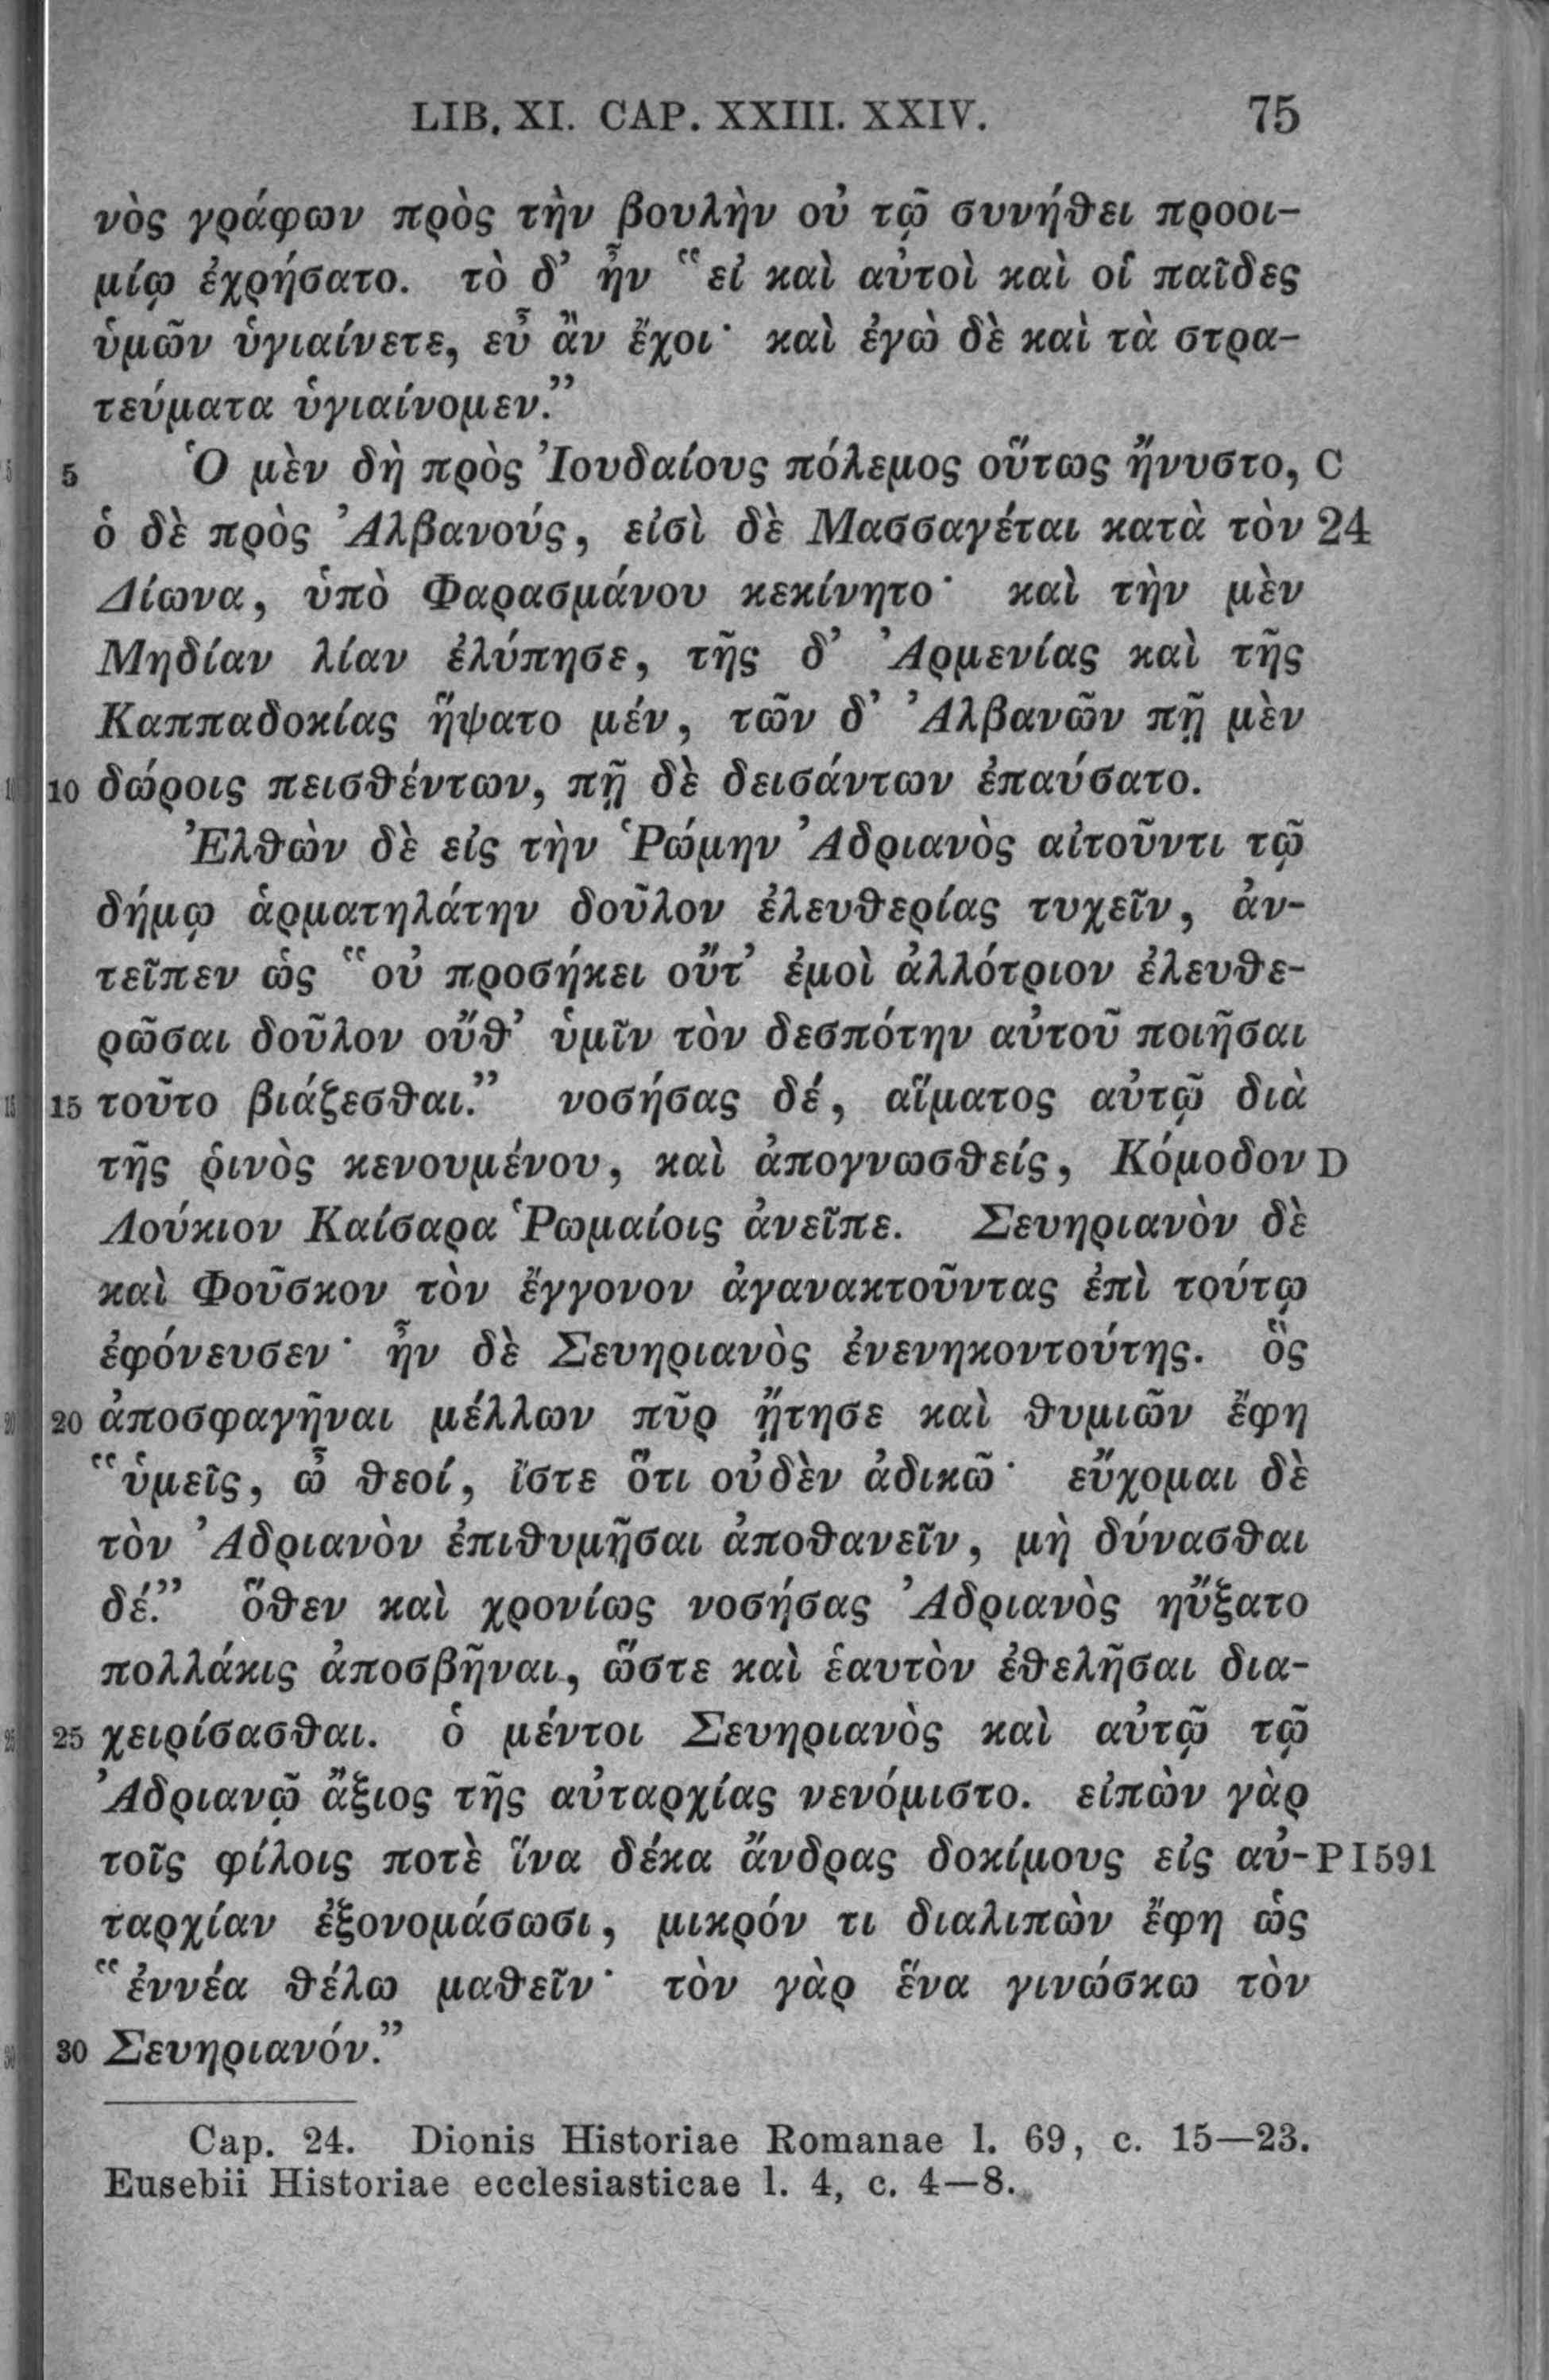 LIB. XI. CAP. XXIII. XXIV. 75
νὸς γράφων πρὸς τὴν βουλὴν οὐ τῷ συνήθει προοι-
μίῳ ἐχρήσατο. τὸ δ' ἦν "εἰ καὶ αὐτοὶ καὶ οἱ παῖδες
ὑμῶν ὑγιαίνετε, εὖ ἂν ἔχοι· καὶ ἐγὼ δὲ καὶ τὰ στρα-
τεύματα ὑγιαίνομεν."
5 Ὁ μὲν δὴ πρὸς Ἰουδαίους πόλεμος οὕτως ἤνυστο, C
ὁ δὲ πρὸς Ἀλβανούς, εἰσὶ δὲ Μασσαγέται κατὰ τὸν 24
Δίωνα, ὑπὸ Φαρασμάνου κεκίνητο· καὶ τὴν μὲν
Μηδίαν λίαν ἐλύπησε, τῆς δ' Ἀρμενίας καὶ τῆς
Καππαδοκίας ἥψατο μέν, τῶν δ' Ἀλβανῶν πῇ μὲν
10 δώροις πεισθέντων, πῇ δὲ δεισάντων ἐπαύσατο.
Ἐλθὼν δὲ εἰς τὴν Ῥώμην Ἀδριανὸς αἰτοῦντι τῷ
δήμῳ ἁρματηλάτην δοῦλον ἐλευθερίας τυχεῖν, ἀν-
τεῖπεν ὡς "οὐ προσήκει οὔτ' ἐμοὶ ἀλλότριον ἐλευθε-
ρῶσαι δοῦλον οὔθ' ὑμῖν τὸν δεσπότην αὐτοῦ ποιῆσαι
15 τοῦτο βιάζεσθαι." νοσήσας δέ, αἵματος αὐτῷ διὰ
τῆς ῥινὸς κενουμένου, καὶ ἀπογνωσθείς, Κόμοδον D
Λούκιον Καίσαρα Ῥωμαίοις ἀνεῖπε. Σευηριανὸν δὲ
καὶ Φοῦσκον τὸν ἔγγονον ἀγανακτοῦντας ἐπὶ τούτῳ
ἐφόνευσεν· ἦν δὲ Σευηριανὸς ἐνενηκοντούτης. ὃς
20 ἀποσφαγῆναι μέλλων πῦρ ᾔτησε καὶ θυμιῶν ἔφη
"ὑμεῖς, ὦ θεοί, ἴστε ὅτι οὐδὲν ἀδικῶ· εὔχομαι δὲ
τὸν Ἀδριανὸν ἐπιθυμῆσαι ἀποθανεῖν, μὴ δύνασθαι
δέ." ὅθεν καὶ χρονίως νοσήσας Ἀδριανὸς ηὔξατο
πολλάκις ἀποσβῆναι, ὥστε καὶ ἑαυτὸν ἐθελῆσαι δια-
25 χειρίσασθαι. ὁ μέντοι Σευηριανὸς καὶ αὐτῷ τῷ
Ἀδριανῷ ἄξιος τῆς αὐταρχίας νενόμιστο. εἰπὼν γὰρ
τοῖς φίλοις ποτὲ ἵνα δέκα ἄνδρας δοκίμους εἰς αὐ- P I 591
ταρχίαν ἐξονομάσωσι, μικρόν τι διαλιπὼν ἔφη ὡς
"ἐννέα θέλω μαθεῖν· τὸν γὰρ ἕνα γινώσκω τὸν
30 Σευηριανόν."
Cap. 24. Dionis Historiae Romanae l. 69, c. 15—23.
Eusebii Historiae ecclesiasticae l. 4, c. 4—8.